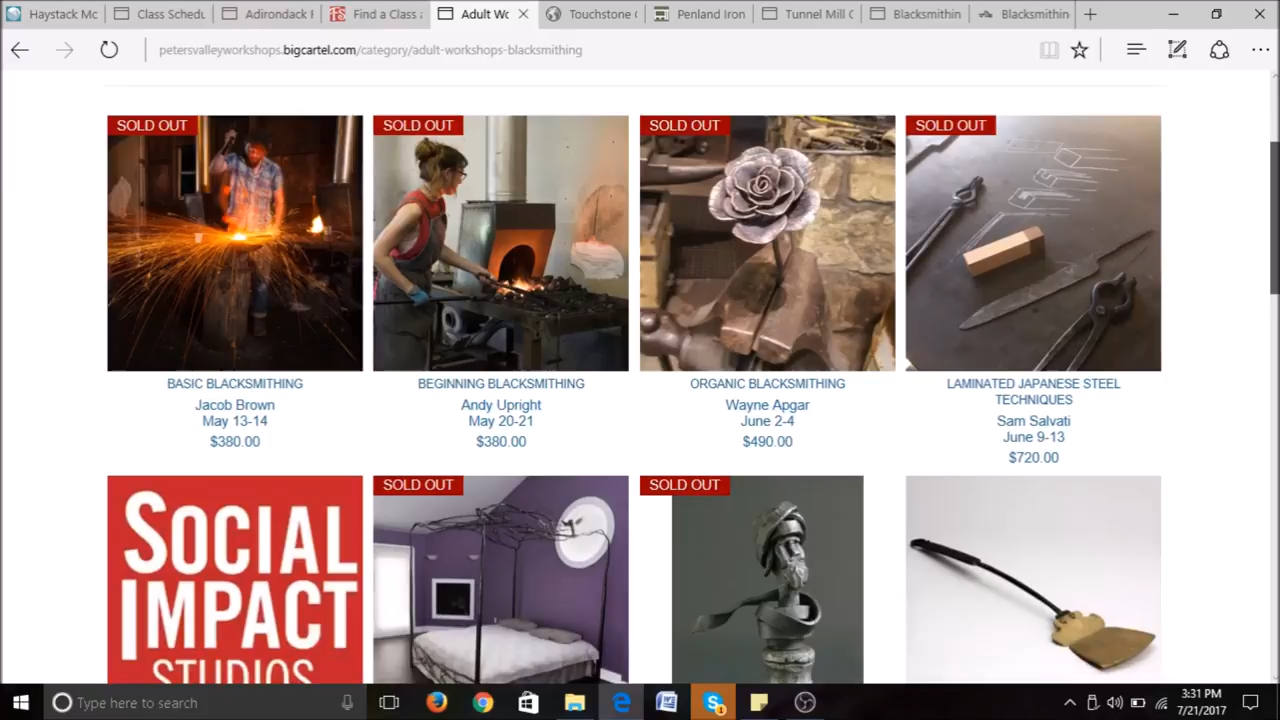 Haystack Mc
Class Schedu
Adirondack F
Find a Class a
Adult Wo
Touchstone C
Penland Iron
Tunnel Mill C
Blacksmithin
Blacksmithin
petersvalleyworkshops.bigcartel.com/category/adult-workshops-blacksmithing
SOLD OUT
SOLD OUT
SOLD OUT
SOLD OUT
BASIC BLACKSMITHING
Jacob Brown
May 13-14
$380.00
BEGINNING BLACKSMITHING
Andy Upright
May 20-21
$380.00
ORGANIC BLACKSMITHING
Wayne Apgar
June 2-4
$490.00
LAMINATED JAPANESE STEEL
TECHNIQUES
Sam Salvati
June 9-13
$720.00
SOCIAL
IMPACT
STUDIOS
SOLD OUT
SOLD OUT
Type here to search
3:31 PM
7/21/2017